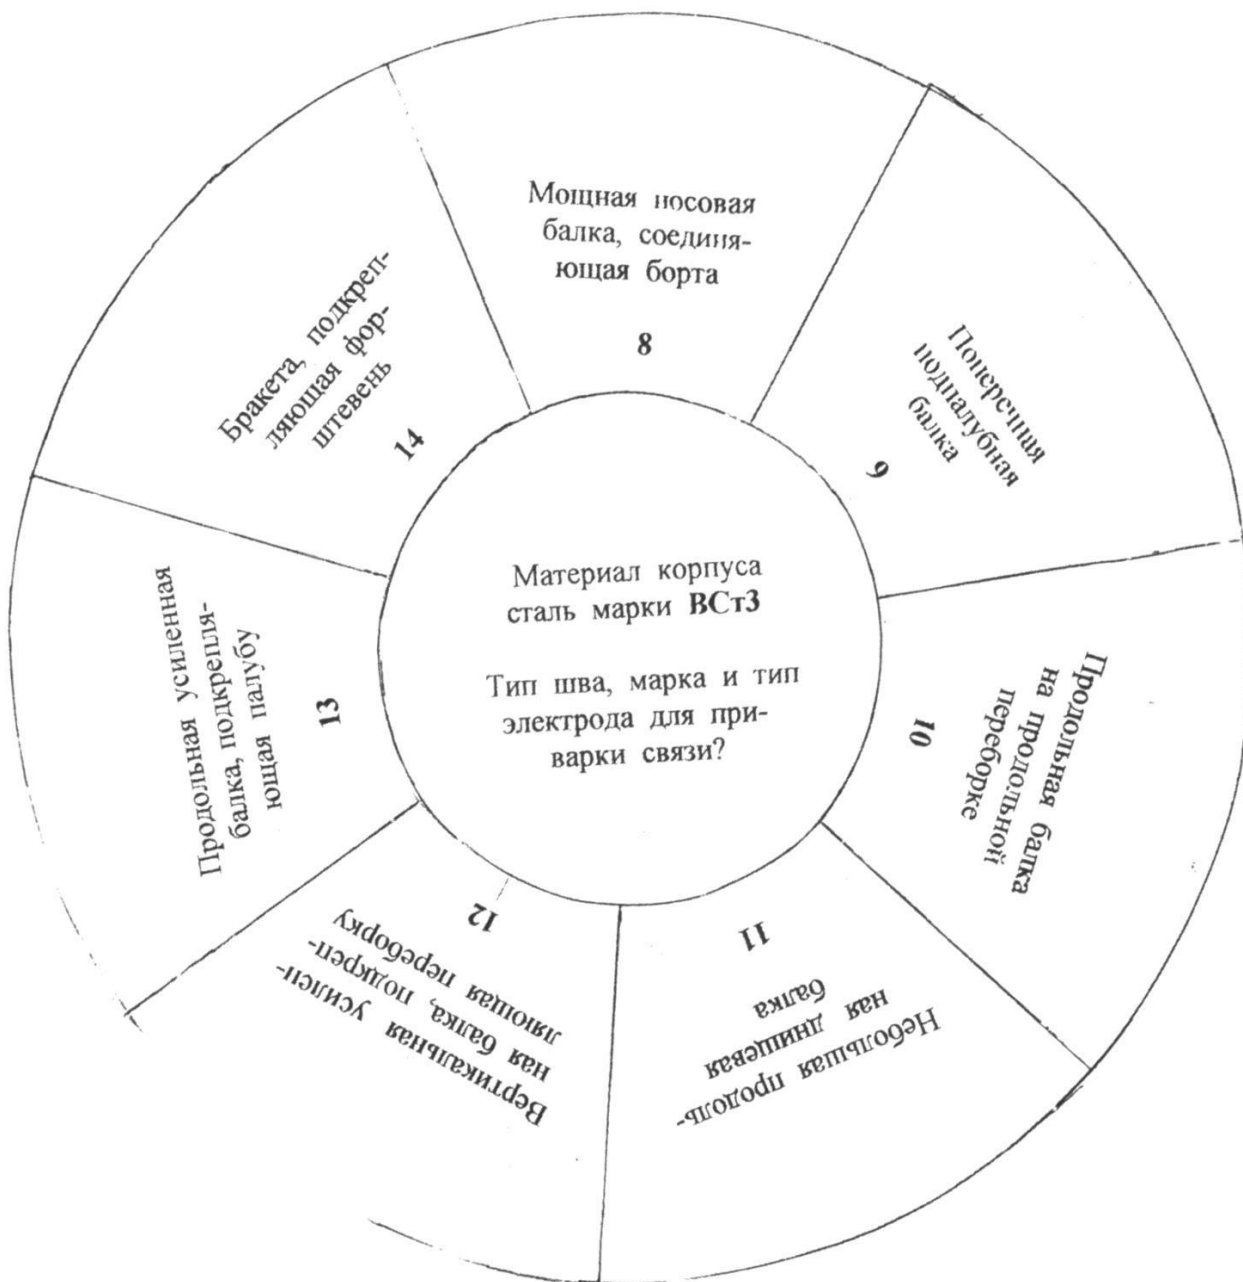 Мощная носовая
балка, соединя-
ющая борта
8
Поперечная
подпалубная
балка
9
Продольная балка
на продольной
переборке
10
Небольшая продоль-
ная днищевая
балка
11
Вертикальная усилен-
ная балка, подкреп-
ляющая переборку
12
Продольная усиленная
балка, подкрепля-
ющая палубу
13
Бракета, подкреп-
ляющая фор-
штевень
14
Материал корпуса
сталь марки ВСт3
Тип шва, марка и тип
электрода для при-
варки связи?